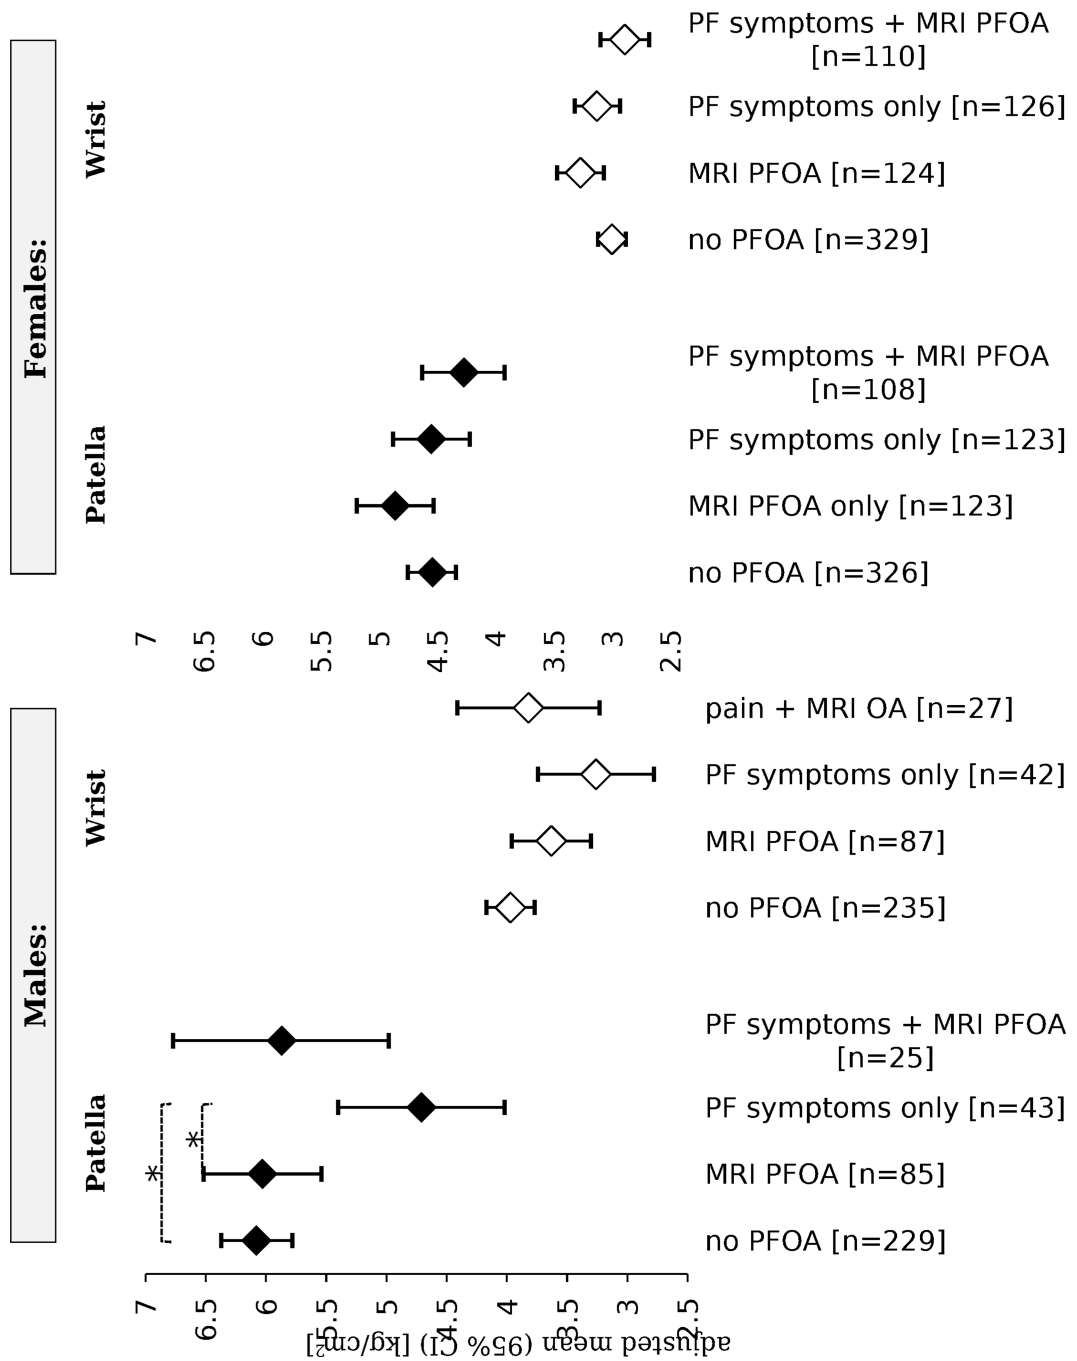 Females:
Wrist
PF symptoms + MRI PFOA
[n=110]
PF symptoms only [n=126]
MRI PFOA [n=124]
no PFOA [n=329]
Patella
PF symptoms + MRI PFOA
[n=108]
PF symptoms only [n=123]
MRI PFOA only [n=123]
no PFOA [n=326]
7
6.5
6
5.5
5
4.5
4
3.5
3
2.5
Males:
Wrist
pain + MRI OA [n=27]
PF symptoms only [n=42]
MRI PFOA [n=87]
no PFOA [n=235]
Patella
PF symptoms + MRI PFOA
[n=25]
PF symptoms only [n=43]
*
MRI PFOA [n=85]
*
no PFOA [n=229]
7
6.5
6
5.5
5
4.5
4
3.5
3
2.5
adjusted mean (95% CI) [kg/cm²]